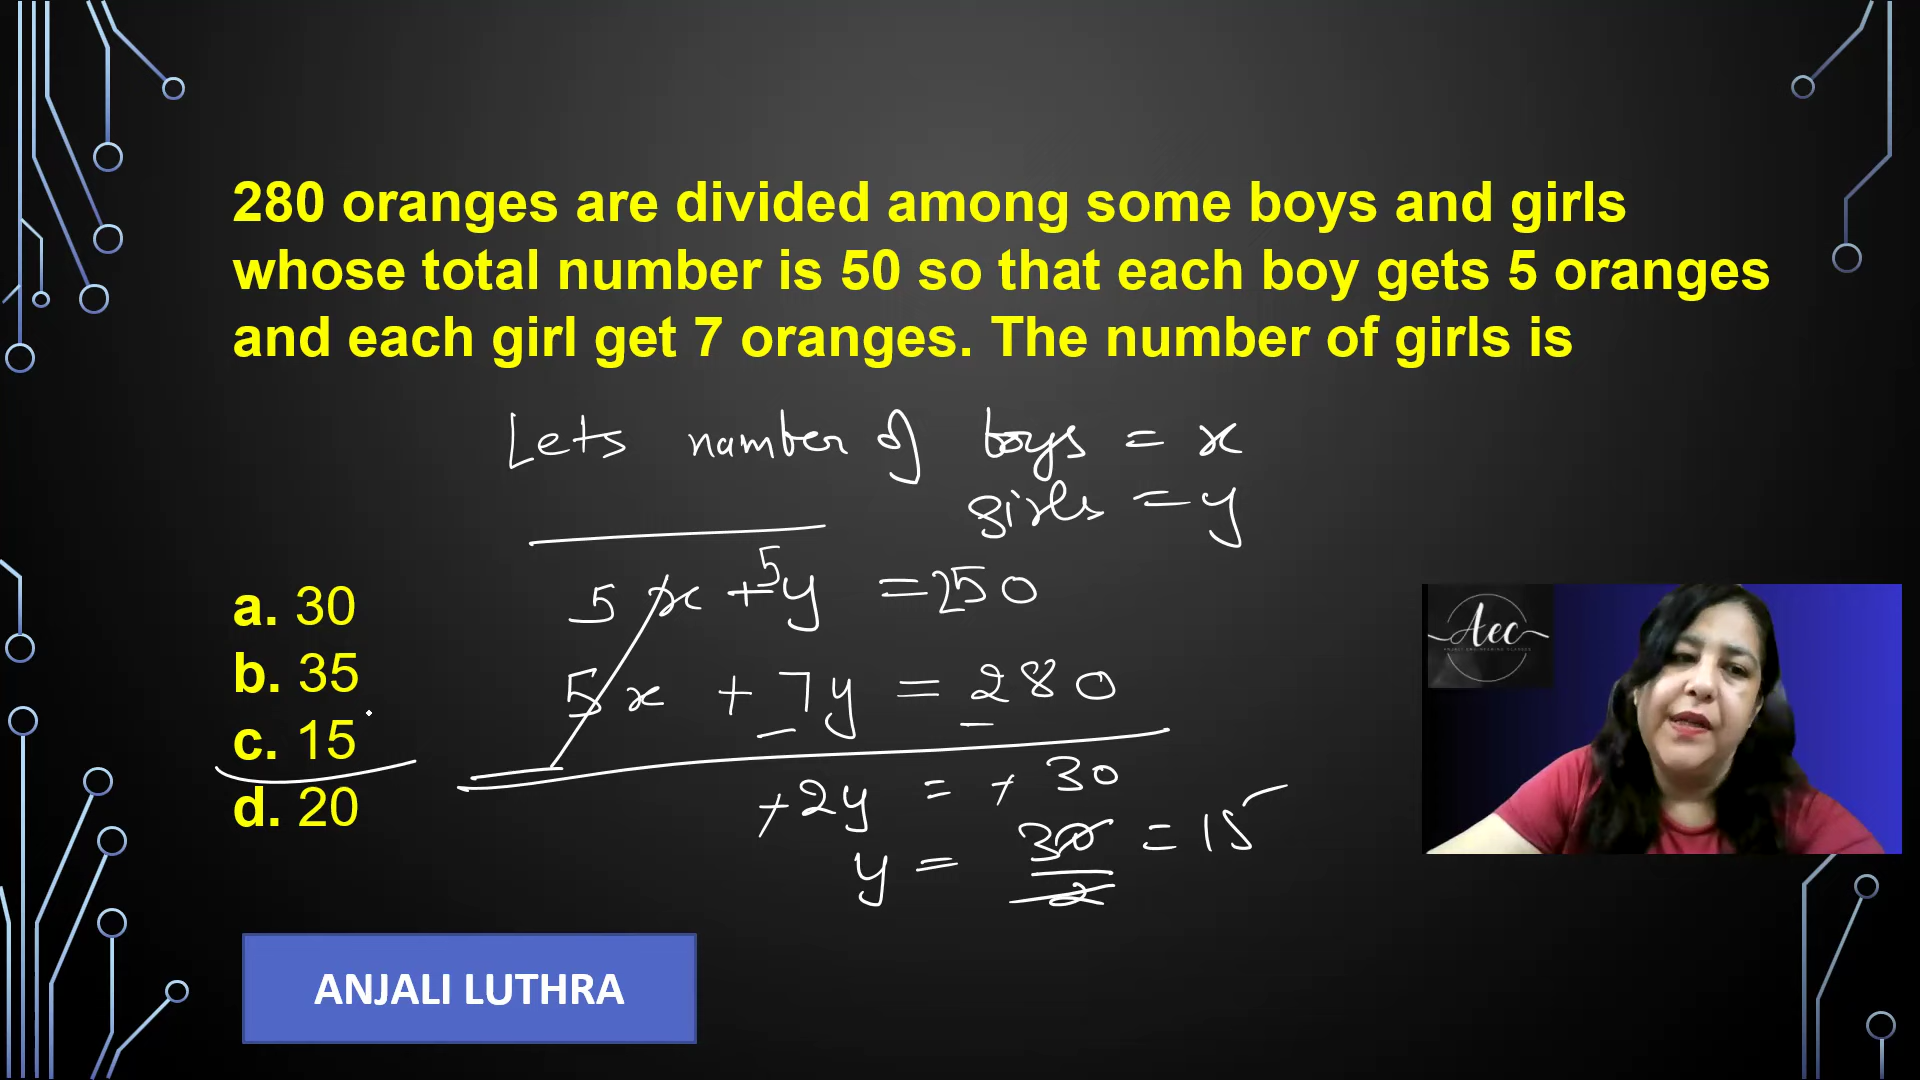 280 oranges are divided among some boys and girls
whose total number is 50 so that each boy gets 5 oranges
and each girl get 7 oranges. The number of girls is
Lets number of boys = x
girls = y
5x + 5y = 250
5x + 7y = 280
+2y = +30
y = 30/2 = 15
a. 30
b. 35
c. 15
d. 20
Aec
ANJALI LUTHRA